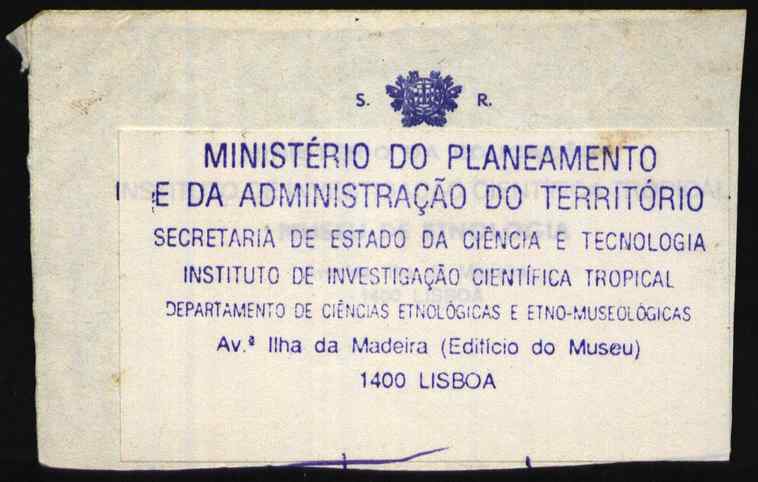 S. R.
MINISTÉRIO DO PLANEAMENTO
E DA ADMINISTRAÇÃO DO TERRITÓRIO
SECRETARIA DE ESTADO DA CIÊNCIA E TECNOLOGIA
INSTITUTO DE INVESTIGAÇÃO CIENTÍFICA TROPICAL
DEPARTAMENTO DE CIÊNCIAS ETNOLÓGICAS E ETNO-MUSEOLÓGICAS
Av.ª Ilha da Madeira (Edifício do Museu)
1400 LISBOA